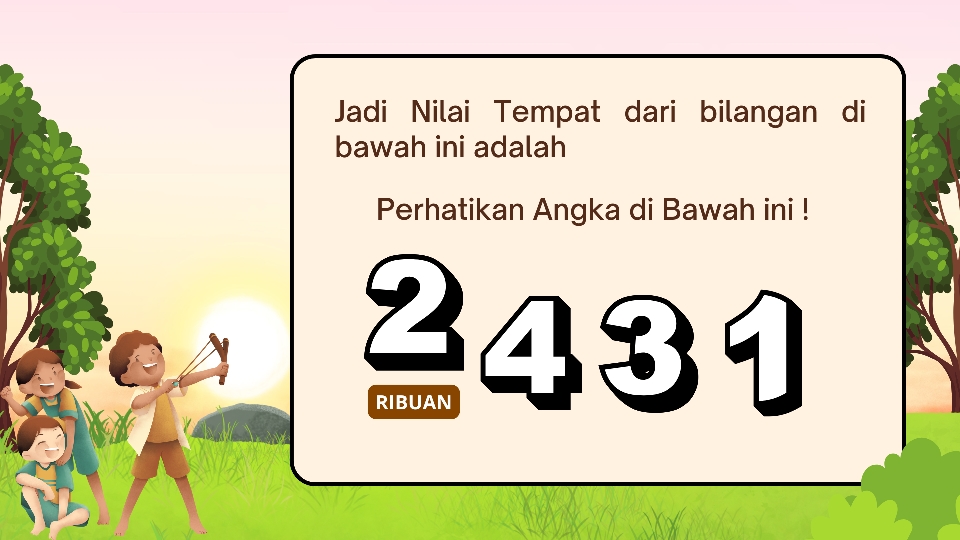 Jadi Nilai Tempat dari bilangan di
bawah ini adalah
Perhatikan Angka di Bawah ini !
2 4 3 1
RIBUAN